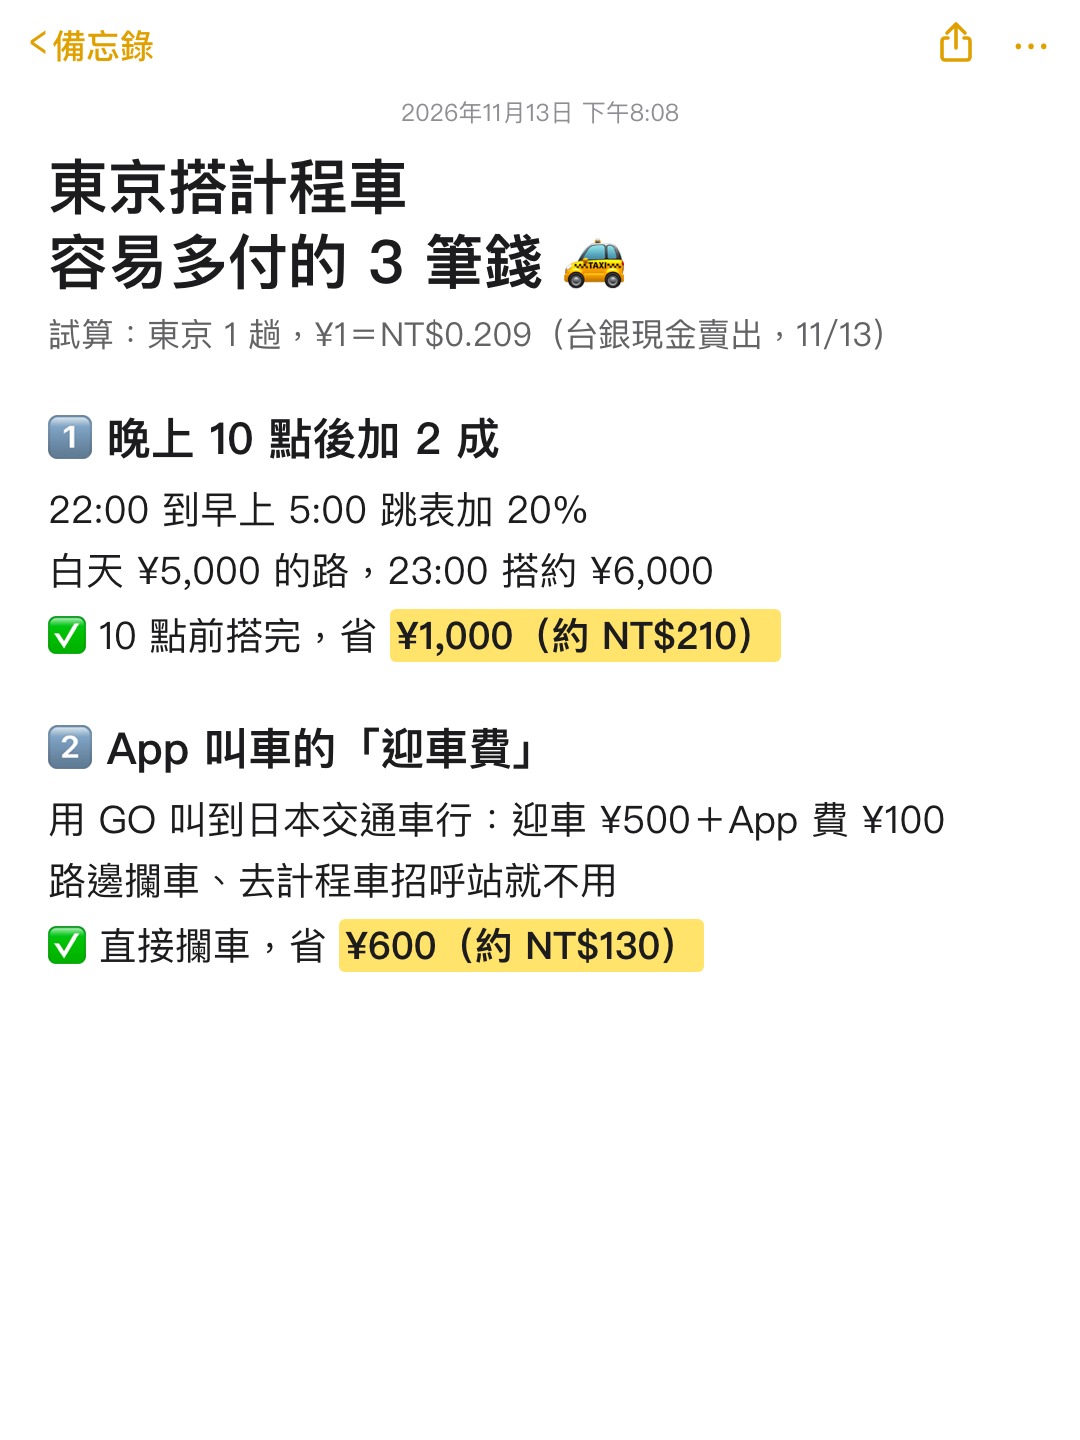 備忘錄
2026年11月13日 下午8:08
東京搭計程車
容易多付的 3 筆錢 🚕
試算：東京 1 趟，¥1＝NT$0.209（台銀現金賣出，11/13）
1️⃣ 晚上 10 點後加 2 成
22:00 到早上 5:00 跳表加 20%
白天 ¥5,000 的路，23:00 搭約 ¥6,000
✅ 10 點前搭完，省 ¥1,000（約 NT$210）
2️⃣ App 叫車的「迎車費」
用 GO 叫到日本交通車行：迎車 ¥500＋App 費 ¥100
路邊攔車、去計程車招呼站就不用
✅ 直接攔車，省 ¥600（約 NT$130）